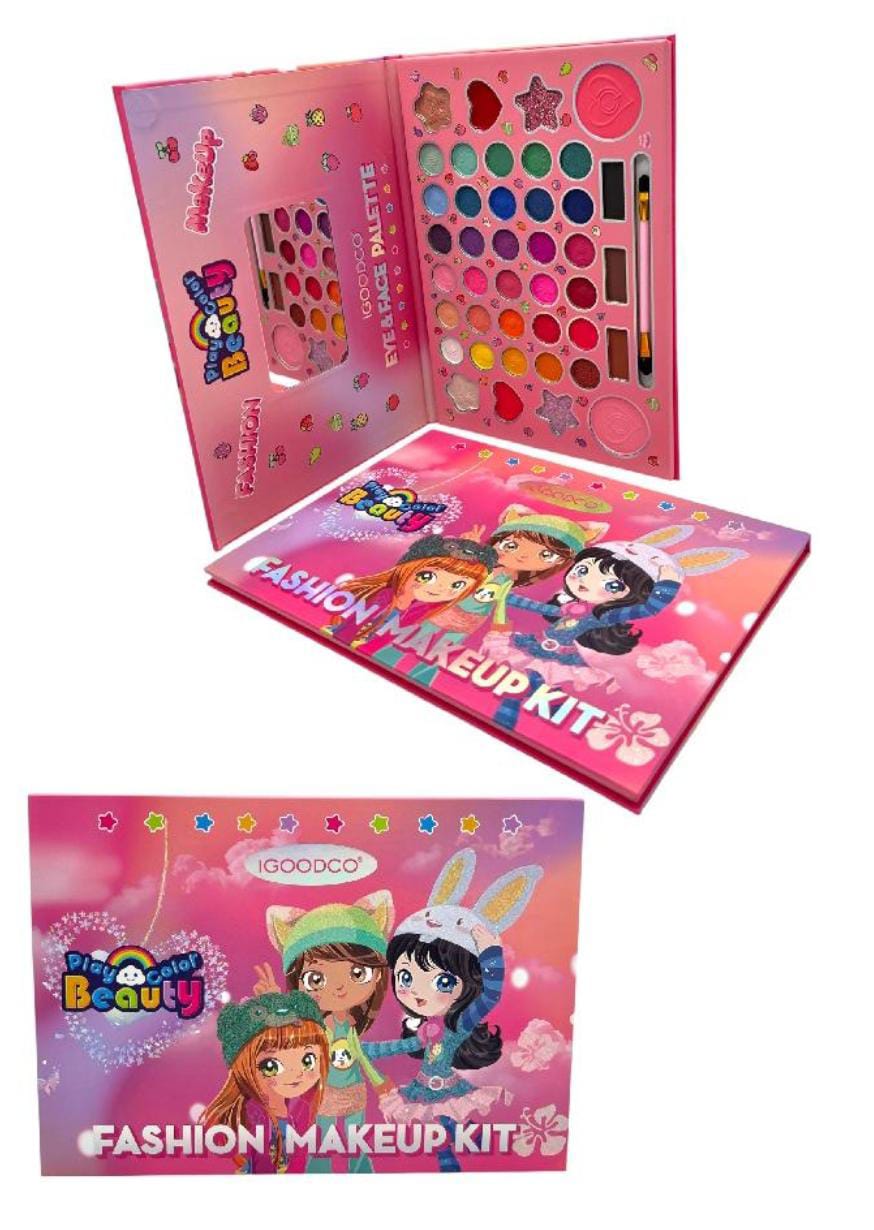 Makeup
Play Color
Beauty
FASHION
IGOODCO®
EYE & FACE PALETTE
IGOODCO®
Play Color
Beauty
FASHION MAKEUP KIT
IGOODCO®
Play Color
Beauty
FASHION MAKEUP KIT